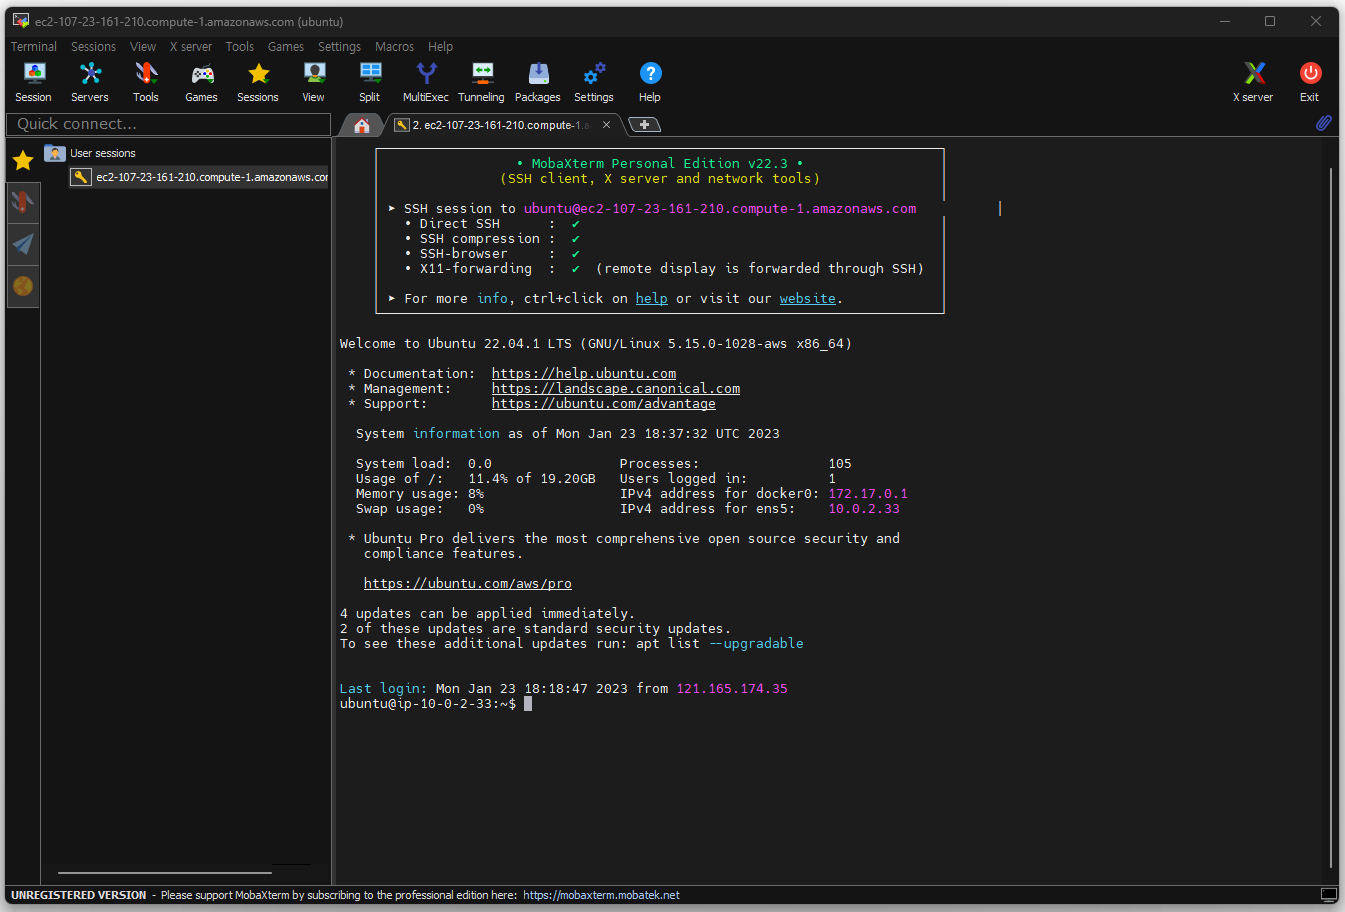 ec2-107-23-161-210.compute-1.amazonaws.com (ubuntu)
Terminal Sessions View X server Tools Games Settings Macros Help
Session Servers Tools Games Sessions View Split MultiExec Tunneling Packages Settings Help X server Exit
Quick connect...
2. ec2-107-23-161-210.compute-1.a
User sessions
ec2-107-23-161-210.compute-1.amazonaws.cor
• MobaXterm Personal Edition v22.3 •
(SSH client, X server and network tools)
➤ SSH session to ubuntu@ec2-107-23-161-210.compute-1.amazonaws.com
• Direct SSH : ✔
• SSH compression : ✔
• SSH-browser : ✔
• X11-forwarding : ✔ (remote display is forwarded through SSH)
➤ For more info, ctrl+click on help or visit our website.
Welcome to Ubuntu 22.04.1 LTS (GNU/Linux 5.15.0-1028-aws x86_64)
* Documentation: https://help.ubuntu.com
* Management: https://landscape.canonical.com
* Support: https://ubuntu.com/advantage
System information as of Mon Jan 23 18:37:32 UTC 2023
System load: 0.0 Processes: 105
Usage of /: 11.4% of 19.20GB Users logged in: 1
Memory usage: 8% IPv4 address for docker0: 172.17.0.1
Swap usage: 0% IPv4 address for ens5: 10.0.2.33
* Ubuntu Pro delivers the most comprehensive open source security and
compliance features.
https://ubuntu.com/aws/pro
4 updates can be applied immediately.
2 of these updates are standard security updates.
To see these additional updates run: apt list --upgradable
Last login: Mon Jan 23 18:18:47 2023 from 121.165.174.35
ubuntu@ip-10-0-2-33:~$
UNREGISTERED VERSION - Please support MobaXterm by subscribing to the professional edition here: https://mobaxterm.mobatek.net